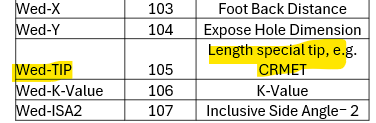 Wed-X 103 Foot Back Distance
Wed-Y 104 Expose Hole Dimension
Length special tip, e.g.
Wed-TIP 105 CRMET
Wed-K-Value 106 K-Value
Wed-ISA2 107 Inclusive Side Angle– 2